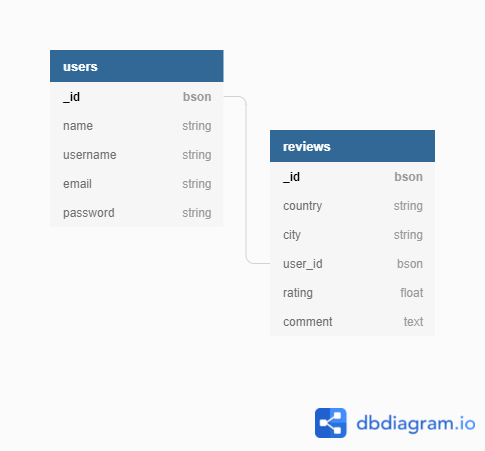 users
_id bson
name string
username string
email string
password string
reviews
_id bson
country string
city string
user_id bson
rating float
comment text
dbdiagram.io